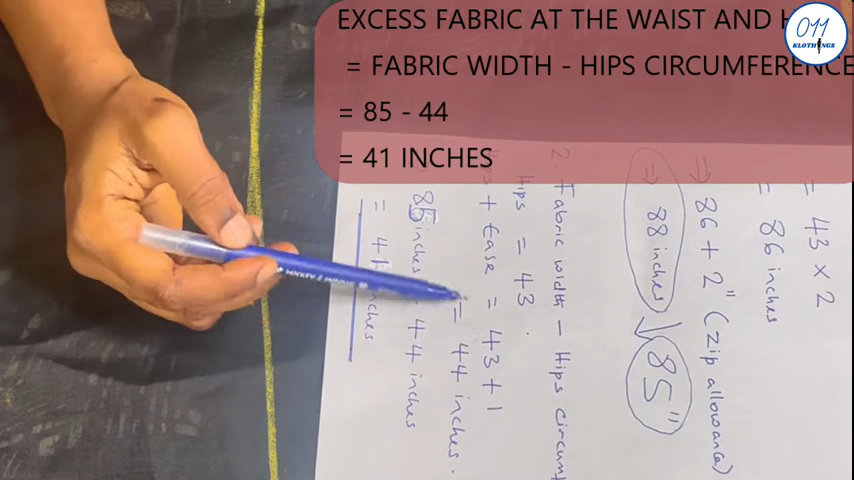 EXCESS FABRIC AT THE WAIST AND H
= FABRIC WIDTH - HIPS CIRCUMFERENCE
= 85 - 44
= 41 INCHES
011
KLOTHINGS
= 43 x 2
= 86 inches
⇒ 86 + 2" (zip allowance)
⇒ 88 inches ↓ 85"
2. Fabric width - Hips circumf
Hips = 43.
+ Ease = 43 + 1
= 44 inches.
85 inches - 44 inches
= 41 inches